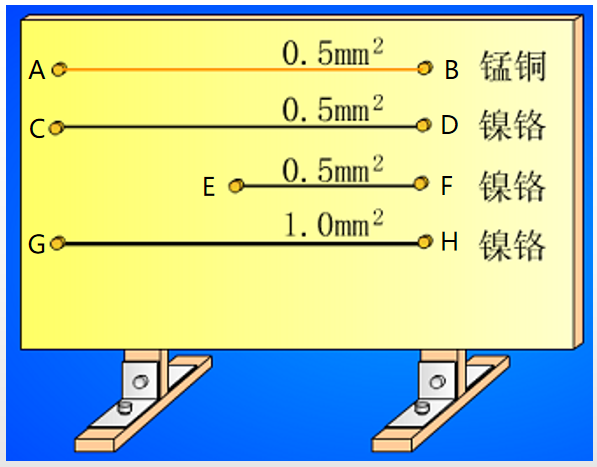 A 0.5mm² B 锰铜
C 0.5mm² D 镍铬
E 0.5mm² F 镍铬
G 1.0mm² H 镍铬